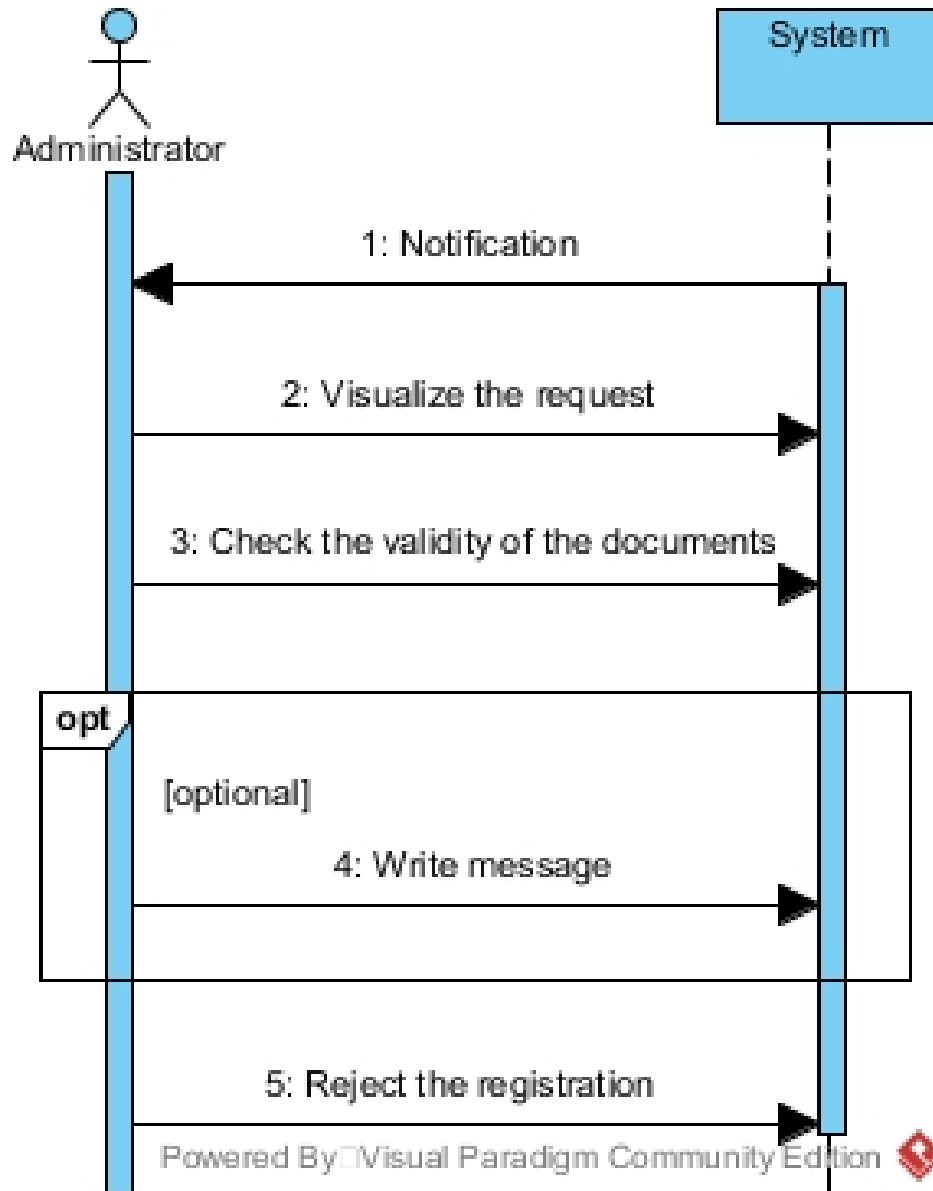 System
Administrator
1: Notification
2: Visualize the request
3: Check the validity of the documents
opt
[optional]
4: Write message
5: Reject the registration
Powered By Visual Paradigm Community Edition